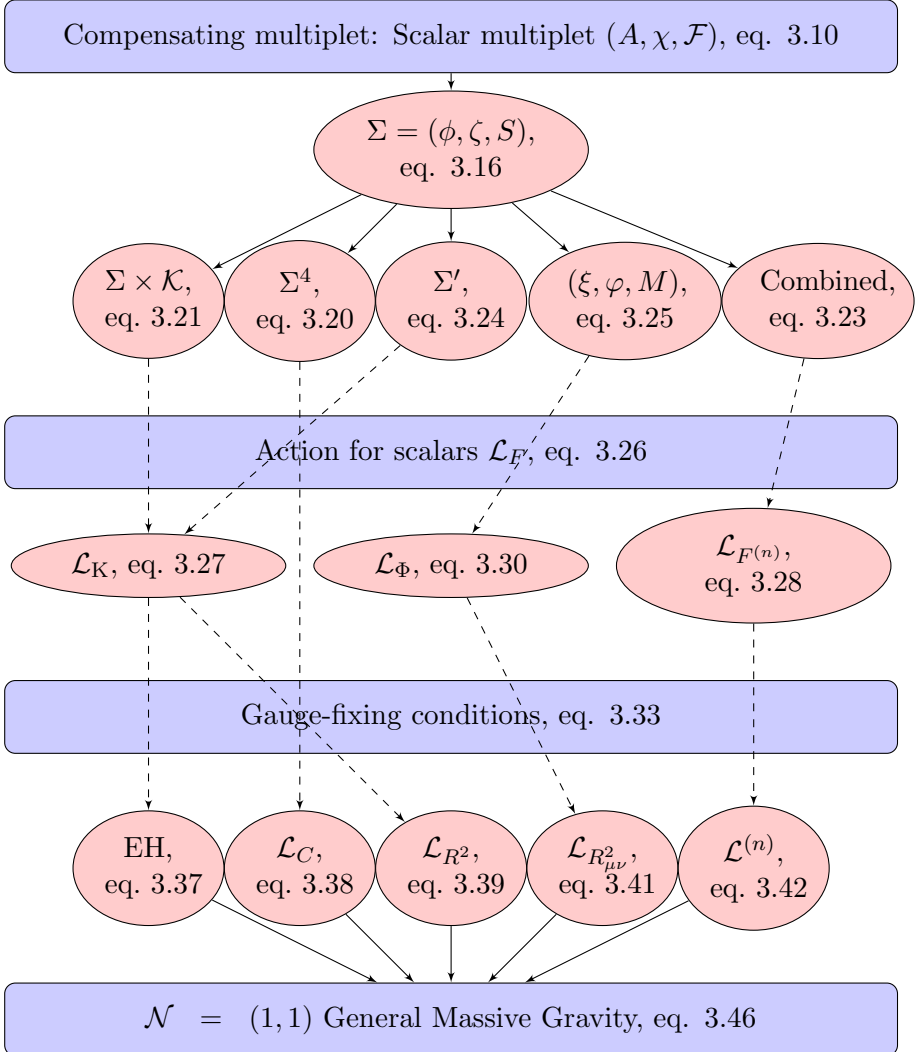 Compensating multiplet: Scalar multiplet (A, χ, ℱ), eq. 3.10
Σ = (ϕ, ζ, S),
eq. 3.16
Σ × 𝒦,
eq. 3.21
Σ⁴,
eq. 3.20
Σ′,
eq. 3.24
(ξ, φ, M),
eq. 3.25
Combined,
eq. 3.23
Action for scalars ℒ_F, eq. 3.26
ℒ_K, eq. 3.27
ℒ_Φ, eq. 3.30
ℒ_{F^{(n)}},
eq. 3.28
Gauge-fixing conditions, eq. 3.33
EH,
eq. 3.37
ℒ_C,
eq. 3.38
ℒ_{R²},
eq. 3.39
ℒ_{R²_{μν}},
eq. 3.41
ℒ^{(n)},
eq. 3.42
𝒩 = (1, 1) General Massive Gravity, eq. 3.46